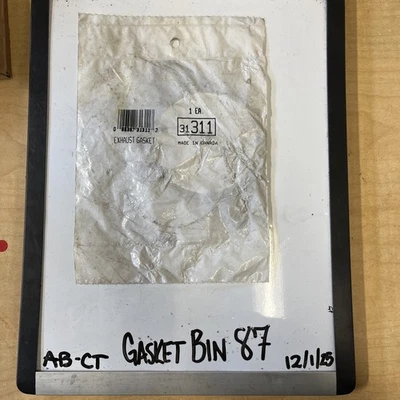 1 EA
31311
EXHAUST GASKET
MADE IN CANADA
AB-CT GASKET BIN 87 12/1/25